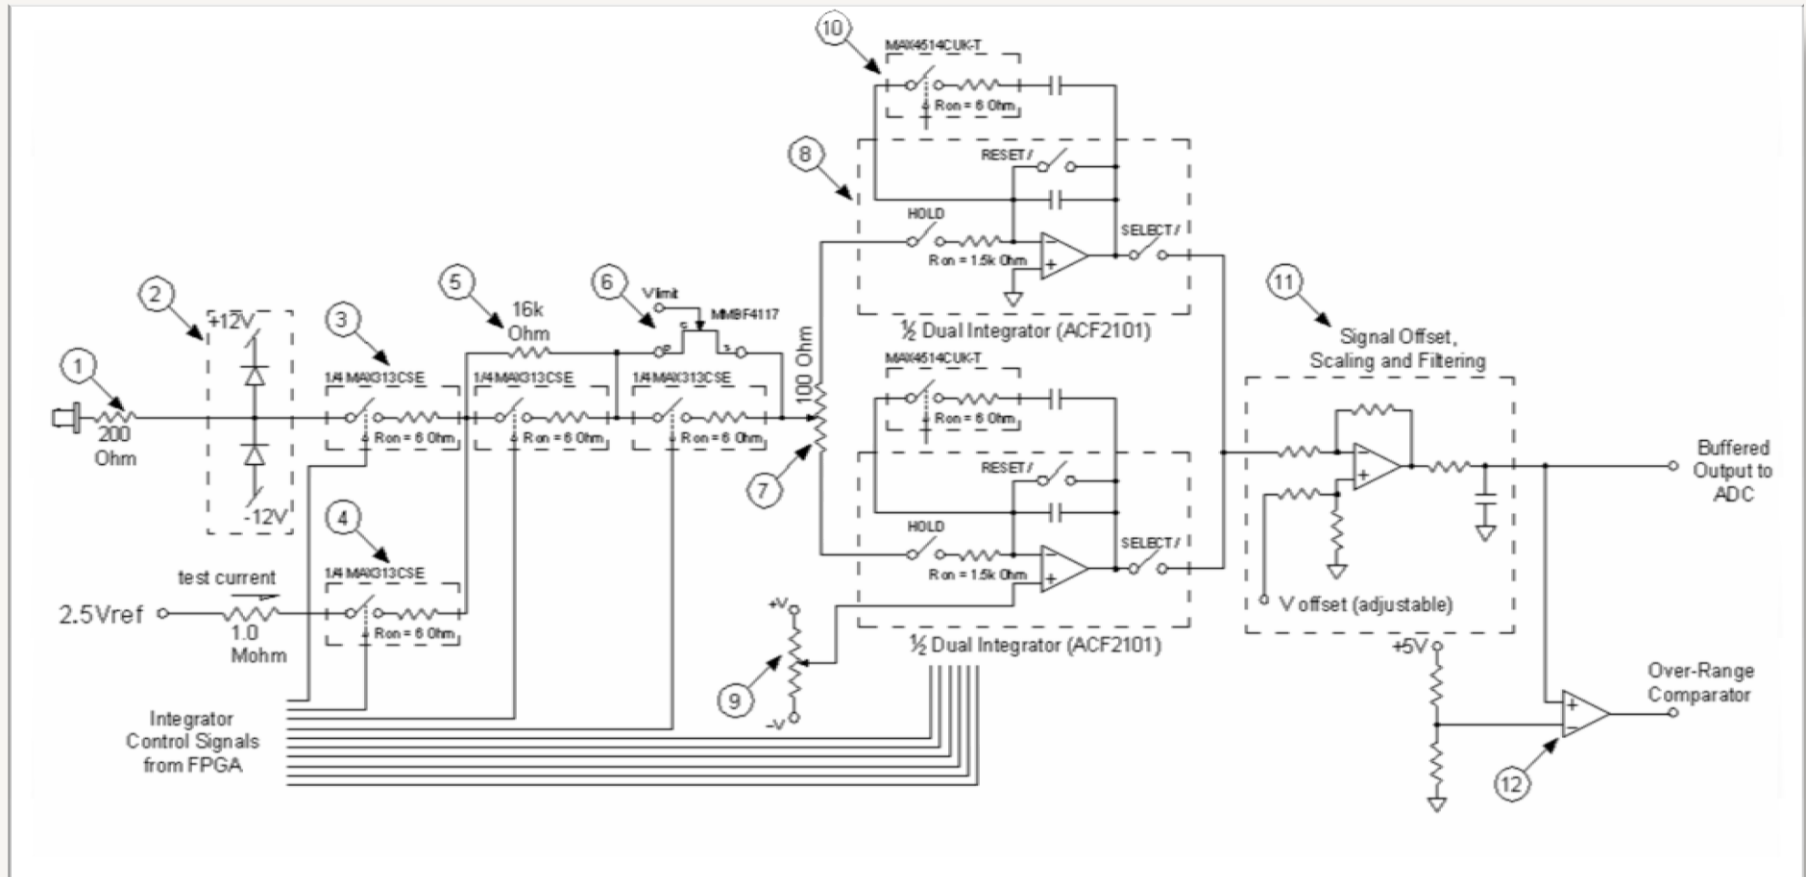 10
MAX4514CUK-T
Ron = 6 Ohm
8
RESET/
HOLD
SELECT/
Ron = 1.5k Ohm
½ Dual Integrator (ACF2101)
2
+12V
-12V
1
200
Ohm
3
1/4 MAX313CSE
Ron = 6 Ohm
5
16k
Ohm
1/4 MAX313CSE
Ron = 6 Ohm
6
Vlimit
MMBF4117
1/4 MAX313CSE
Ron = 6 Ohm
100 Ohm
7
MAX4514CUK-T
Ron = 6 Ohm
RESET/
HOLD
SELECT/
Ron = 1.5k Ohm
½ Dual Integrator (ACF2101)
4
1/4 MAX313CSE
Ron = 6 Ohm
test current
2.5Vref
1.0
Mohm
9
+V
-V
Integrator
Control Signals
from FPGA
11
Signal Offset,
Scaling and Filtering
V offset (adjustable)
Buffered
Output to
ADC
+5V
Over-Range
Comparator
12